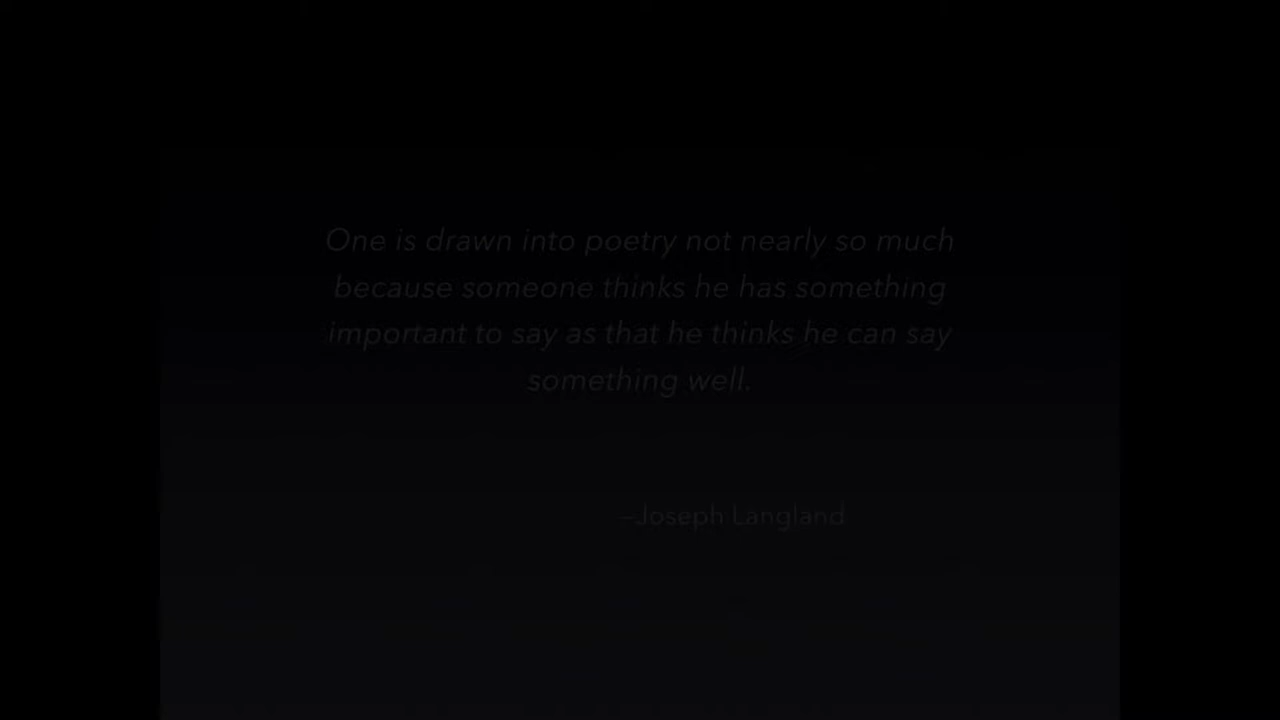 One is drawn into poetry not nearly so much
because someone thinks he has something
important to say as that he thinks he can say
something well.
–Joseph Langland